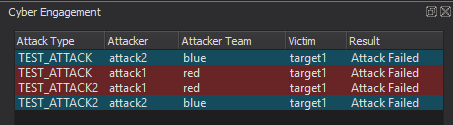 Cyber Engagement
Attack Type Attacker Attacker Team Victim Result
TEST_ATTACK attack2 blue target1 Attack Failed
TEST_ATTACK attack1 red target1 Attack Failed
TEST_ATTACK2 attack1 red target1 Attack Failed
TEST_ATTACK2 attack2 blue target1 Attack Failed